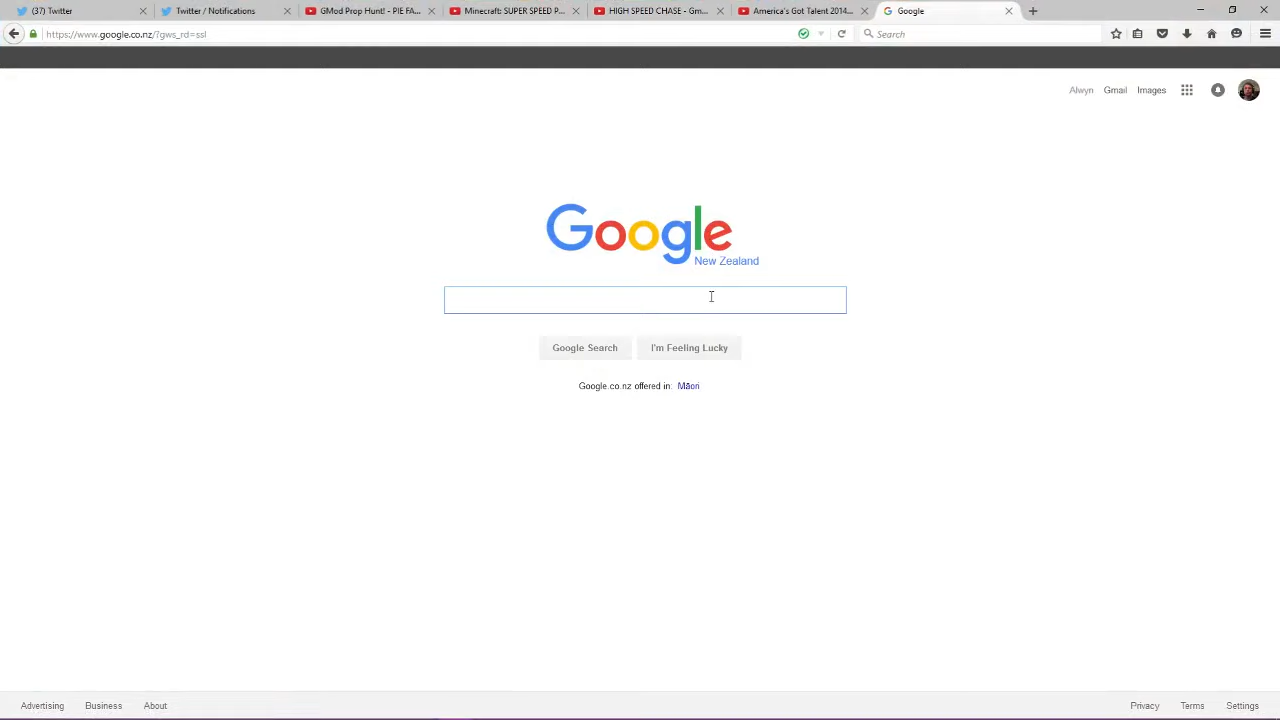 (37) Twitter
Twitter / Notifications
GMod Prop Hunt! - PIE FA...
Minecraft: SUPER SPEED P...
HIGH SPEED CHASE - Gm...
America's Got Talent 2014...
Google
https://www.google.co.nz/?gws_rd=ssl
Search
Alwyn Gmail Images
Google
New Zealand
Google Search I'm Feeling Lucky
Google.co.nz offered in: Māori
Advertising Business About Privacy Terms Settings